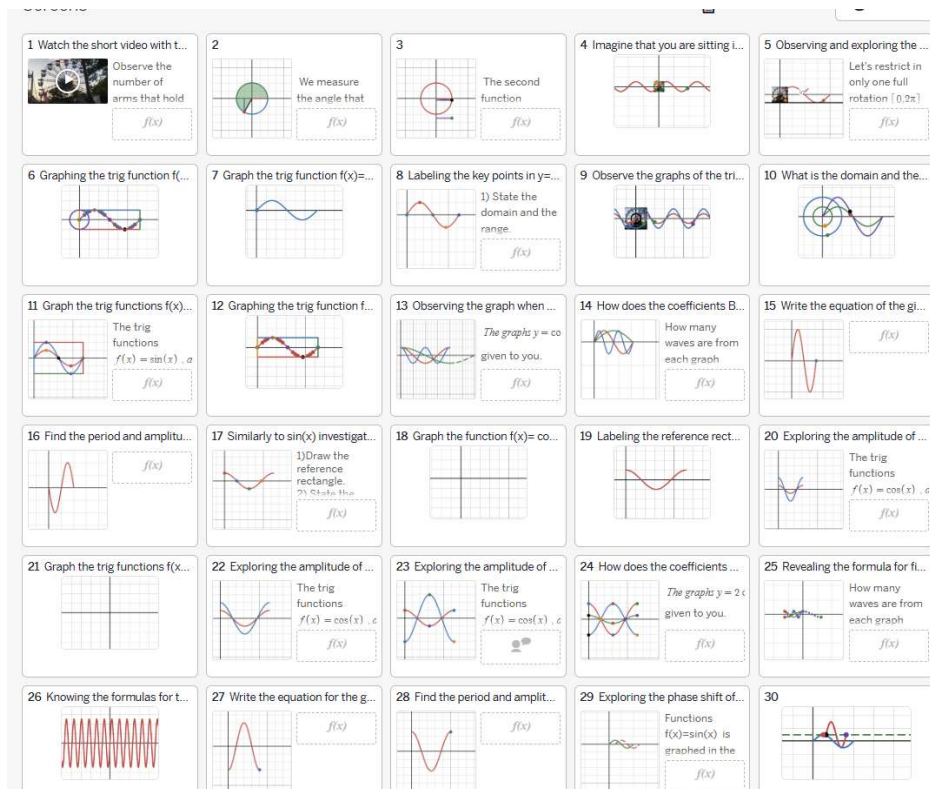 1 Watch the short video with t...
Observe the
number of
arms that hold
f(x)
2
We measure
the angle that
f(x)
3
The second
function
f(x)
4 Imagine that you are sitting i...
5 Observing and exploring the ...
Let's restrict in
only one full
rotation [0,2π]
f(x)
6 Graphing the trig function f(...
7 Graph the trig function f(x)=...
8 Labeling the key points in y=...
1) State the
domain and the
range.
f(x)
9 Observe the graphs of the tri...
10 What is the domain and the...
11 Graph the trig functions f(x)...
The trig
functions
f(x) = sin(x) , a
f(x)
12 Graphing the trig function f...
13 Observing the graph when ...
The graphs y = co
given to you.
f(x)
14 How does the coefficients B...
How many
waves are from
each graph
f(x)
15 Write the equation of the gi...
f(x)
16 Find the period and amplitu...
f(x)
17 Similarly to sin(x) investigat...
1)Draw the
reference
rectangle.
2) State the
f(x)
18 Graph the function f(x)= co...
19 Labeling the reference rect...
20 Exploring the amplitude of ...
The trig
functions
f(x) = cos(x) , a
f(x)
21 Graph the trig functions f(x...
22 Exploring the amplitude of ...
The trig
functions
f(x) = cos(x) , a
f(x)
23 Exploring the amplitude of ...
The trig
functions
f(x) = cos(x) , a
24 How does the coefficients ...
The graphs y = 2 c
given to you.
f(x)
25 Revealing the formula for fi...
How many
waves are from
each graph
f(x)
26 Knowing the formulas for t...
27 Write the equation for the g...
f(x)
28 Find the period and amplit...
f(x)
29 Exploring the phase shift of...
Functions
f(x)=sin(x) is
graphed in the
f(x)
30